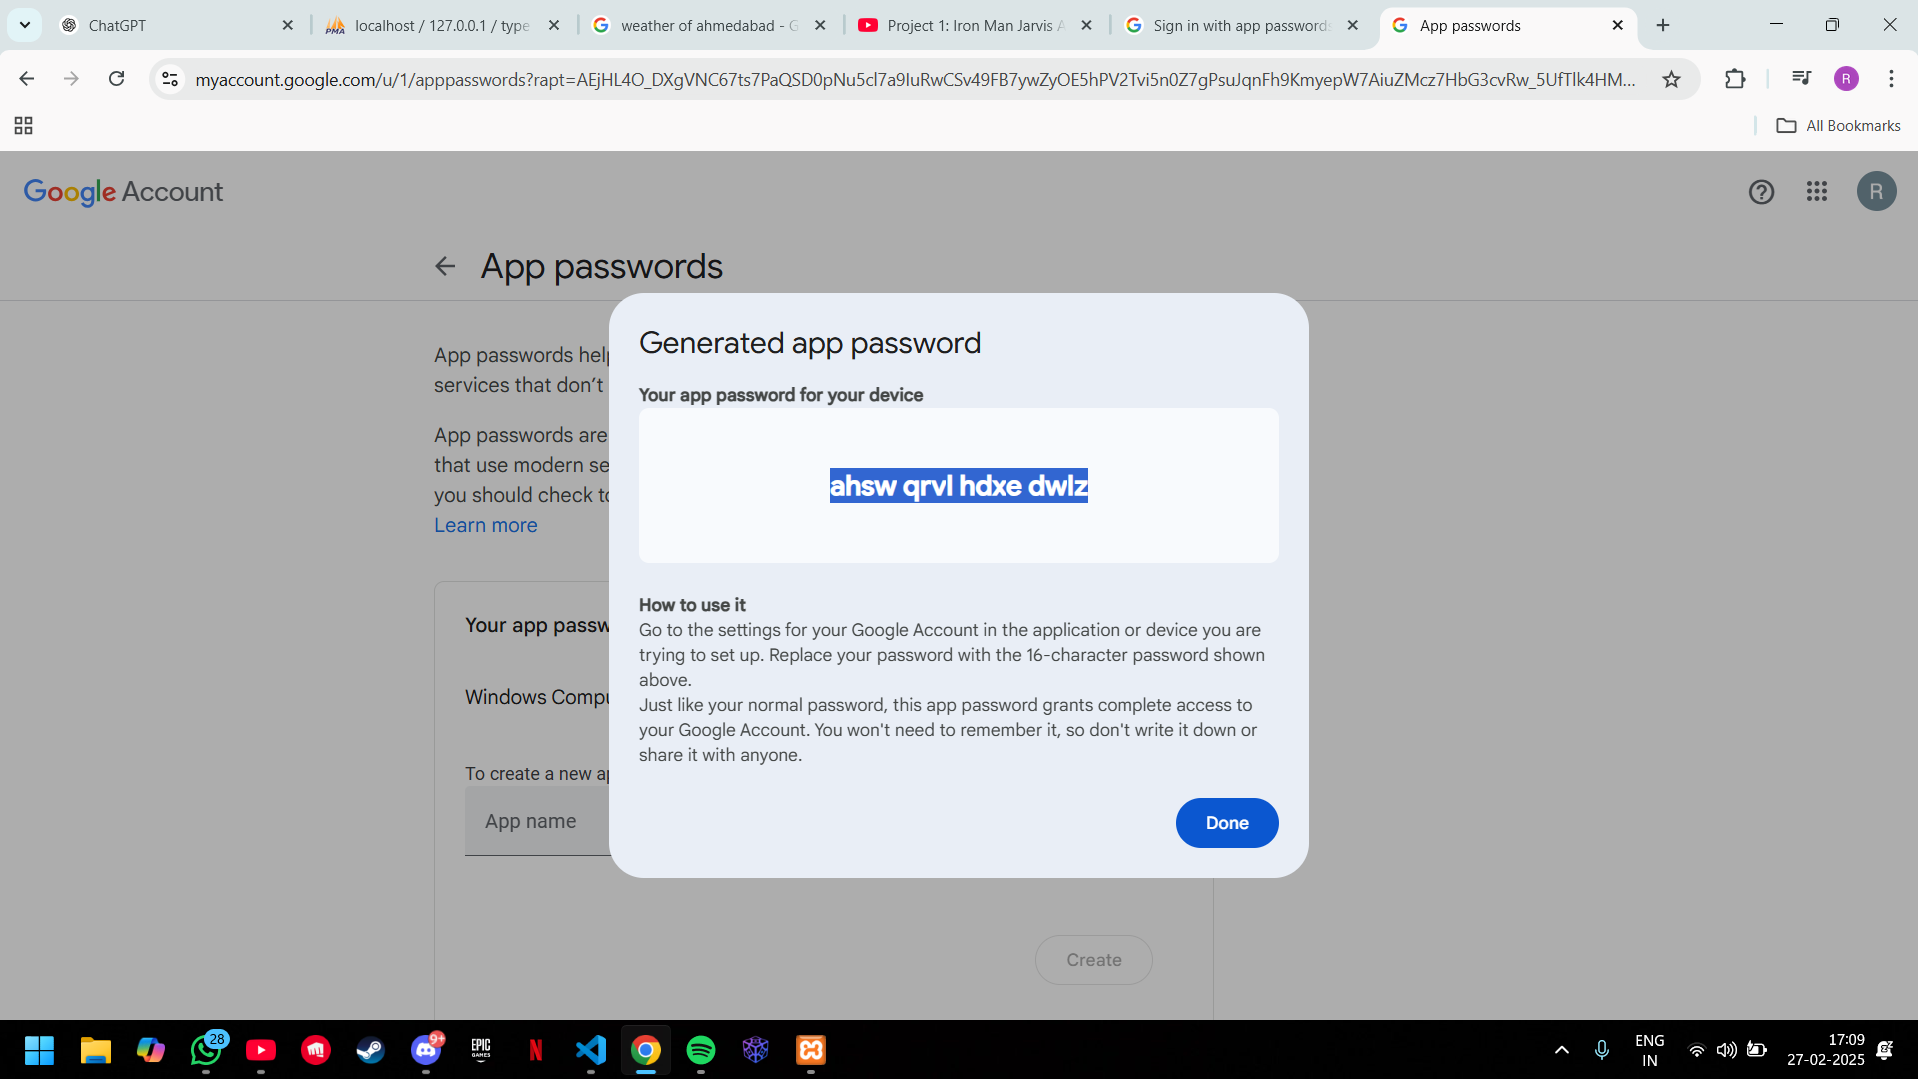 ChatGPT
localhost / 127.0.0.1 / type
weather of ahmedabad - G
Project 1: Iron Man Jarvis A
Sign in with app passwords
App passwords
myaccount.google.com/u/1/apppasswords?rapt=AEjHL4O_DXgVNC67ts7PaQSD0pNu5cl7a9IuRwCSv49FB7ywZyOE5hPV2Tvi5n0Z7gPsuJqnFh9KmyepW7AiuZMcz7HbG3cvRw_5UfTlk4HM...
R
All Bookmarks
Google Account
R
App passwords
App passwords help
services that don't
App passwords are
that use modern se
you should check to
Learn more
Your app passw
Windows Compu
To create a new ap
App name
Create
Generated app password
Your app password for your device
ahsw qrvl hdxe dwlz
How to use it
Go to the settings for your Google Account in the application or device you are
trying to set up. Replace your password with the 16-character password shown
above.
Just like your normal password, this app password grants complete access to
your Google Account. You won't need to remember it, so don't write it down or
share it with anyone.
Done
28
9+
EPIC
GAMES
N
ENG
IN
17:09
27-02-2025